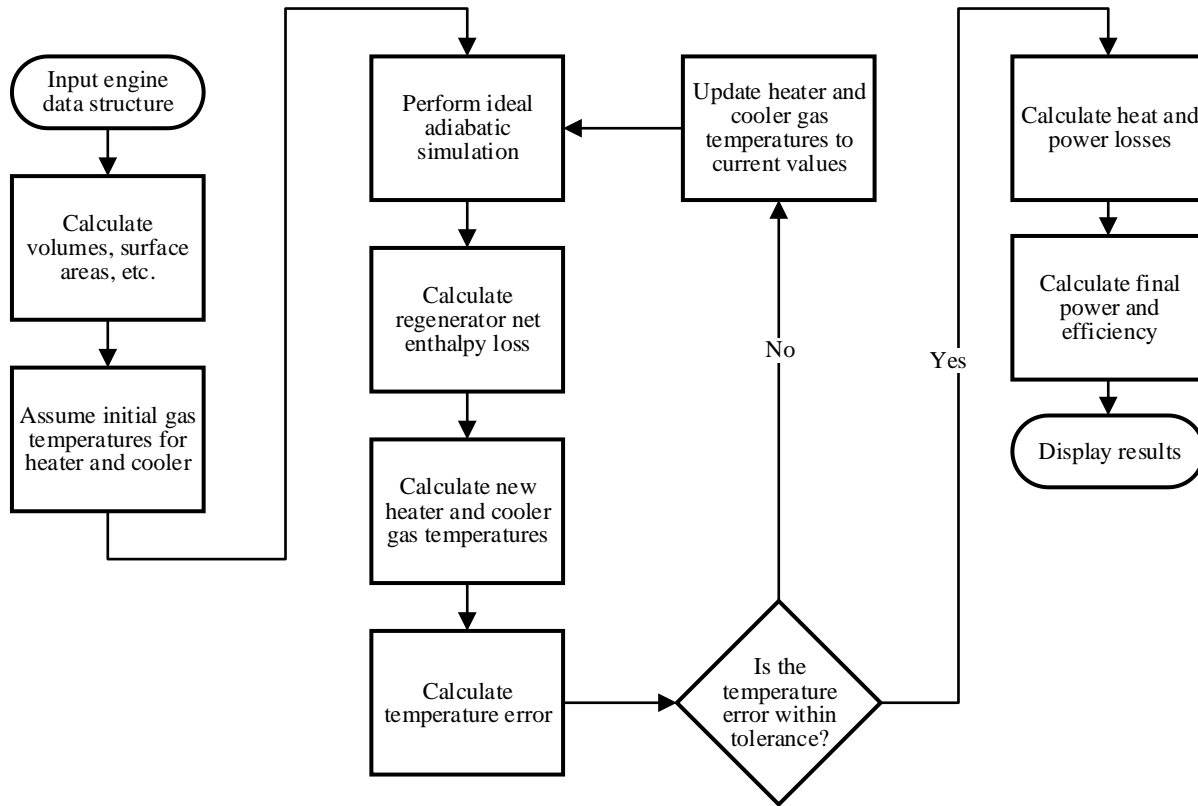 Input engine
data structure
Calculate
volumes, surface
areas, etc.
Assume initial gas
temperatures for
heater and cooler
Perform ideal
adiabatic
simulation
Calculate
regenerator net
enthalpy loss
Calculate new
heater and cooler
gas temperatures
Calculate
temperature error
Is the
temperature
error within
tolerance?
No
Update heater and
cooler gas
temperatures to
current values
Yes
Calculate heat and
power losses
Calculate final
power and
efficiency
Display results